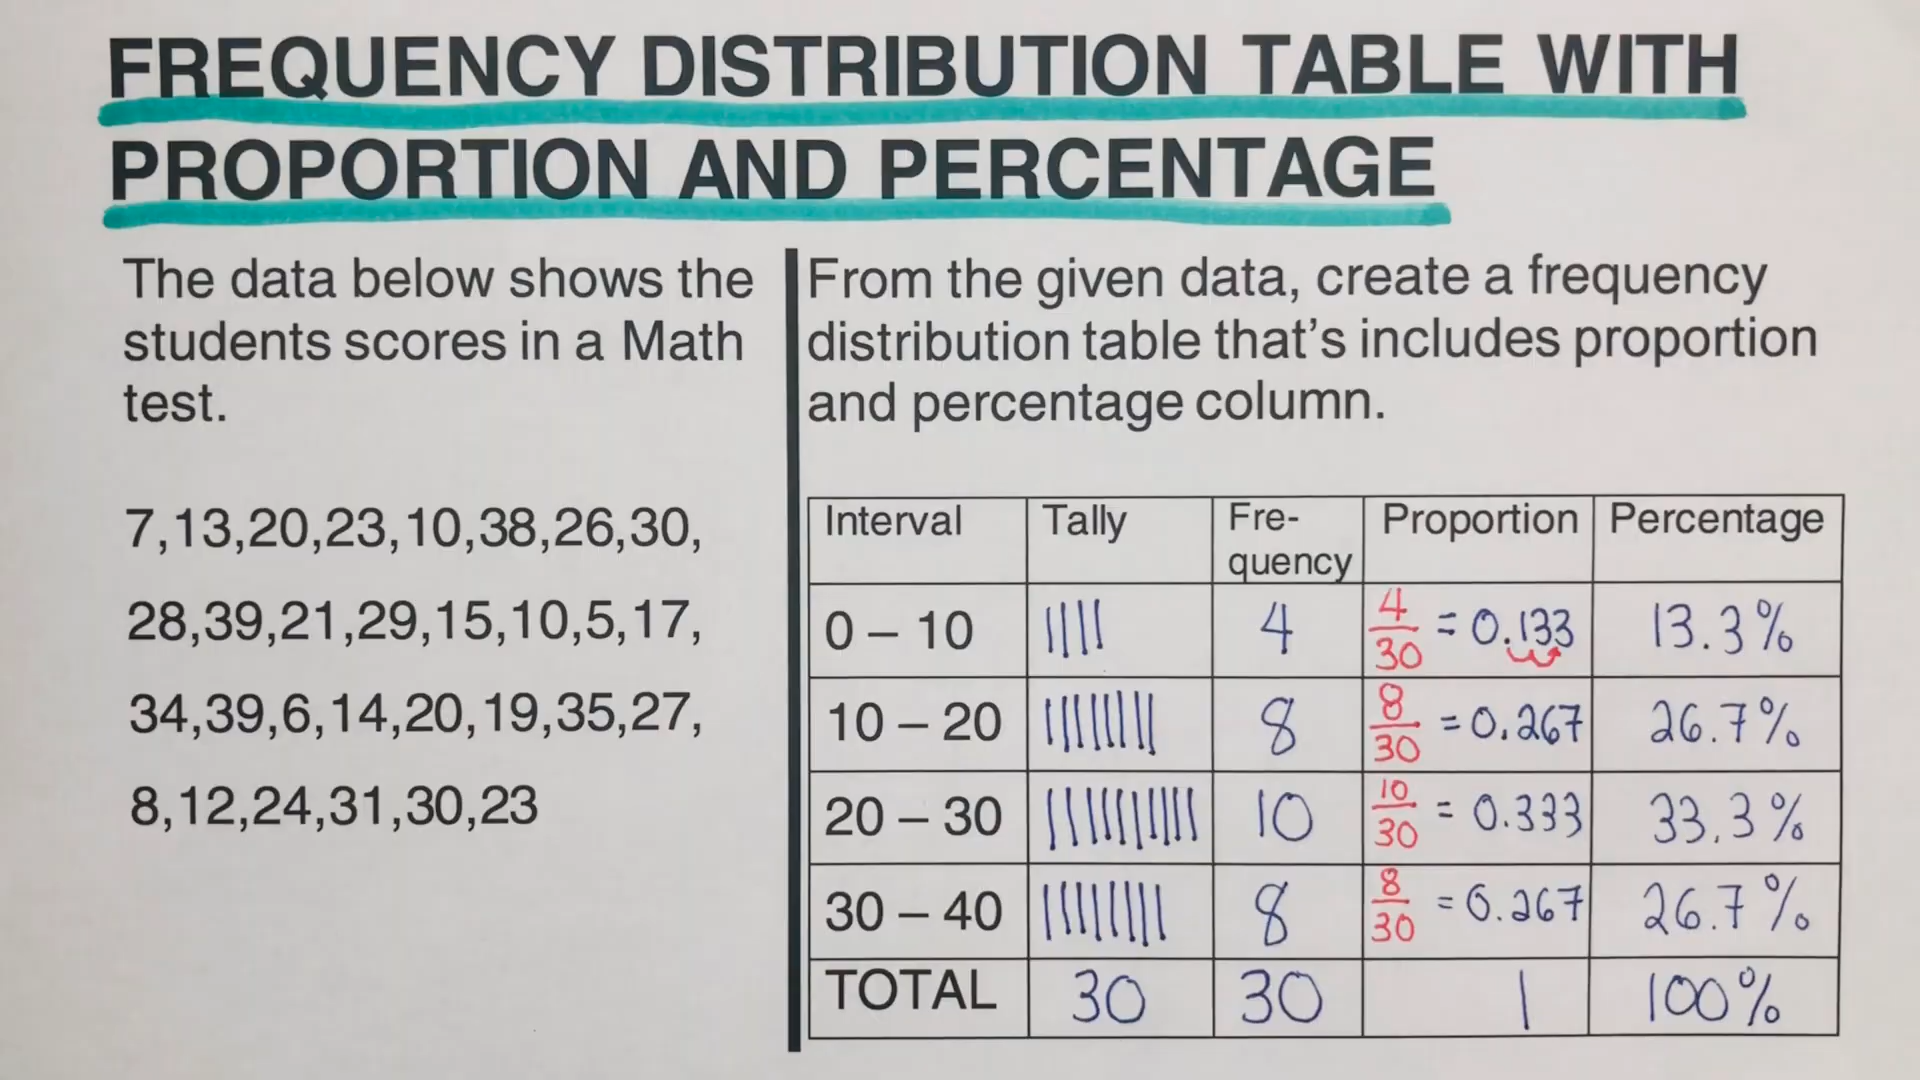 FREQUENCY DISTRIBUTION TABLE WITH
PROPORTION AND PERCENTAGE
The data below shows the
students scores in a Math
test.
7,13,20,23,10,38,26,30,
28,39,21,29,15,10,5,17,
34,39,6,14,20,19,35,27,
8,12,24,31,30,23
From the given data, create a frequency
distribution table that's includes proportion
and percentage column.
Interval Tally Fre-quency Proportion Percentage
0 – 10 |||| 4 4/30 = 0.133 13.3%
10 – 20 |||||||| 8 8/30 = 0.267 26.7%
20 – 30 |||||||||| 10 10/30 = 0.333 33.3%
30 – 40 |||||||| 8 8/30 = 0.267 26.7%
TOTAL 30 30 1 100%